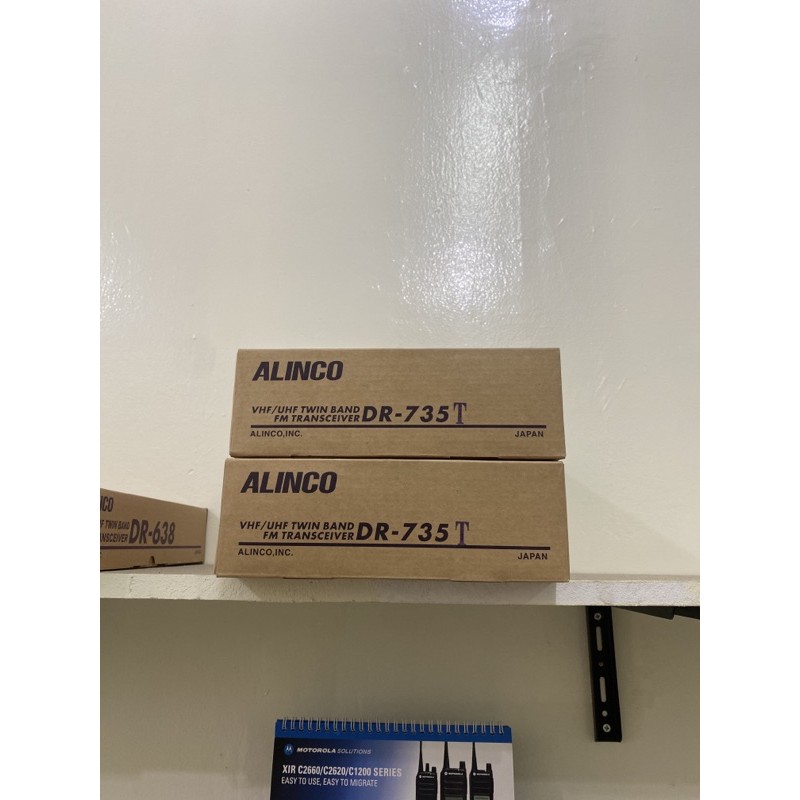 ALINCO
VHF/UHF TWIN BAND
FM TRANSCEIVER DR-735T
ALINCO,INC. JAPAN
ALINCO
VHF/UHF TWIN BAND
FM TRANSCEIVER DR-735T
ALINCO,INC. JAPAN
TWIN BAND
DR-638
MOTOROLA SOLUTIONS
XIR C2660/C2620/C1200 SERIES
EASY TO USE, EASY TO MIGRATE